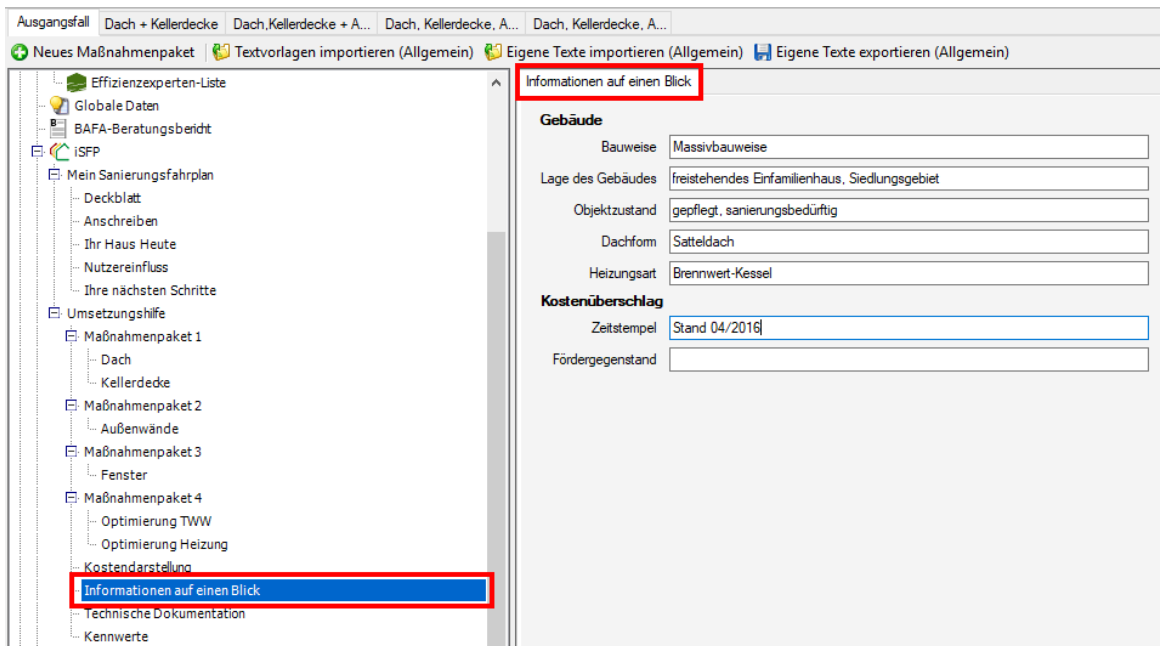 Ausgangsfall Dach + Kellerdecke Dach,Kellerdecke + A... Dach, Kellerdecke, A... Dach, Kellerdecke, A...
Neues Maßnahmenpaket Textvorlagen importieren (Allgemein) Eigene Texte importieren (Allgemein) Eigene Texte exportieren (Allgemein)
Effizienzexperten-Liste
Globale Daten
BAFA-Beratungsbericht
iSFP
Mein Sanierungsfahrplan
Deckblatt
Anschreiben
Ihr Haus Heute
Nutzereinfluss
Ihre nächsten Schritte
Umsetzungshilfe
Maßnahmenpaket 1
Dach
Kellerdecke
Maßnahmenpaket 2
Außenwände
Maßnahmenpaket 3
Fenster
Maßnahmenpaket 4
Optimierung TWW
Optimierung Heizung
Kostendarstellung
Informationen auf einen Blick
Technische Dokumentation
Kennwerte
Informationen auf einen Blick
Gebäude
Bauweise Massivbauweise
Lage des Gebäudes freistehendes Einfamilienhaus, Siedlungsgebiet
Objektzustand gepflegt, sanierungsbedürftig
Dachform Satteldach
Heizungsart Brennwert-Kessel
Kostenüberschlag
Zeitstempel Stand 04/2016
Fördergegenstand